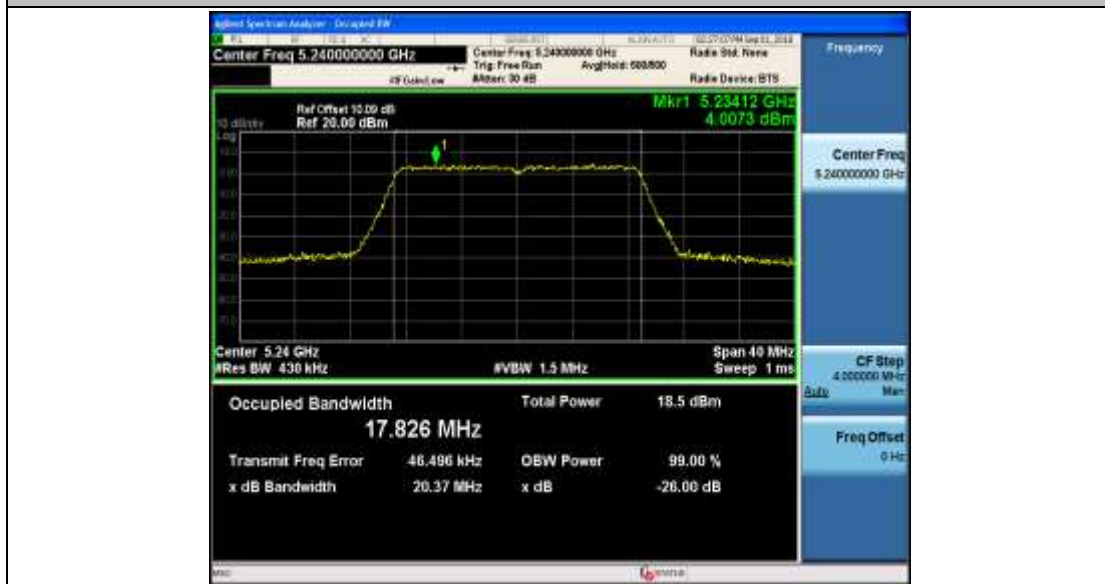 Agilent Spectrum Analyzer - Occupied BW
Center Freq 5.240000000 GHz
Center Freq: 5.240000000 GHz
Radio Std: None
Frequency
Trig: Free Run Avg|Hold: 500/500
#IFGain:Low #Atten: 30 dB Radio Device: BTS
Ref Offset 10.09 dB
Mkr1 5.23412 GHz
10 dB/div Ref 20.00 dBm
4.0073 dBm
Log
1
Center Freq
5.240000000 GHz
Center 5.24 GHz
Span 40 MHz
#Res BW 430 kHz
#VBW 1.5 MHz
Sweep 1 ms
CF Step
4.000000 MHz
Auto Man
Occupied Bandwidth
Total Power 18.5 dBm
17.826 MHz
Freq Offset
0 Hz
Transmit Freq Error 46.496 kHz OBW Power 99.00 %
x dB Bandwidth 20.37 MHz x dB -26.00 dB
MSG
STATUS